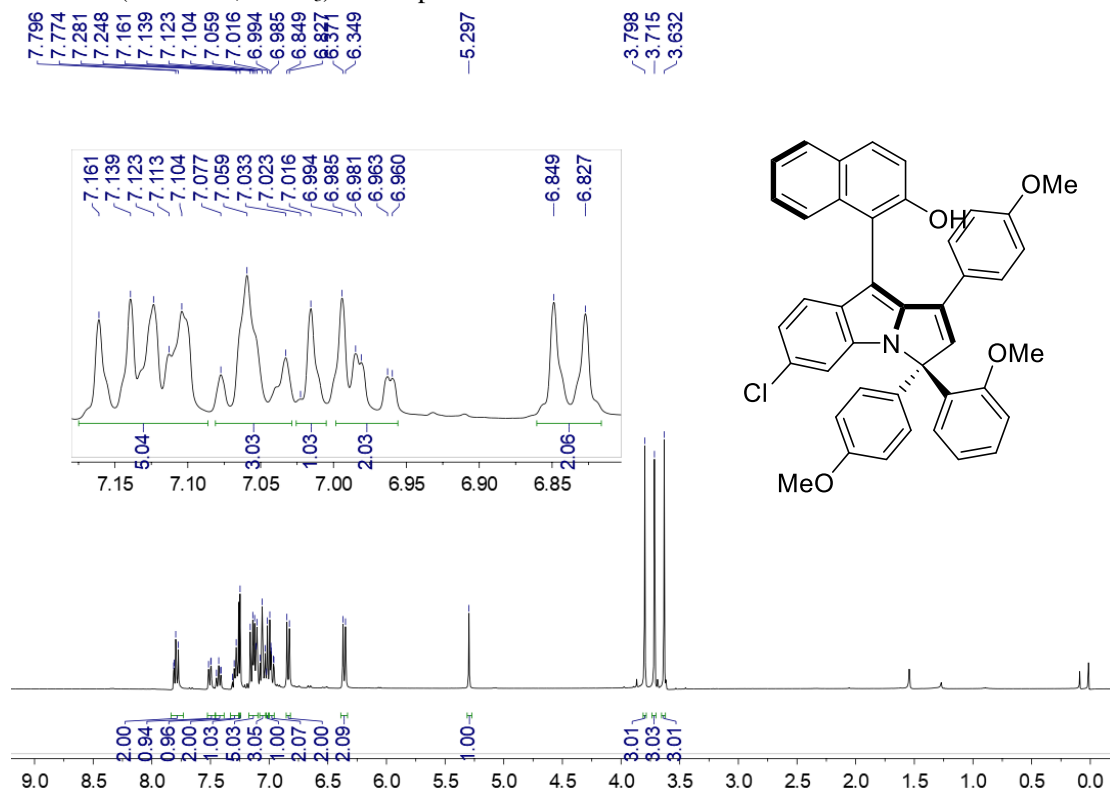 7.796 7.774 7.281 7.248 7.161 7.139 7.123 7.104 7.059 7.016 6.994 6.985 6.849 6.827 6.371 6.349 5.297 3.798 3.715 3.632
7.161 7.139 7.123 7.113 7.104 7.077 7.059 7.033 7.023 7.016 6.994 6.985 6.981 6.963 6.960 6.849 6.827
OMe
OH
N
OMe
Cl
MeO
5.04 3.03 1.03 2.03 2.06
7.15 7.10 7.05 7.00 6.95 6.90 6.85
2.00 0.94 0.96 2.00 1.03 5.03 3.05 1.00 2.07 2.00 2.09 1.00 3.01 3.03 3.01
9.0 8.5 8.0 7.5 7.0 6.5 6.0 5.5 5.0 4.5 4.0 3.5 3.0 2.5 2.0 1.5 1.0 0.5 0.0